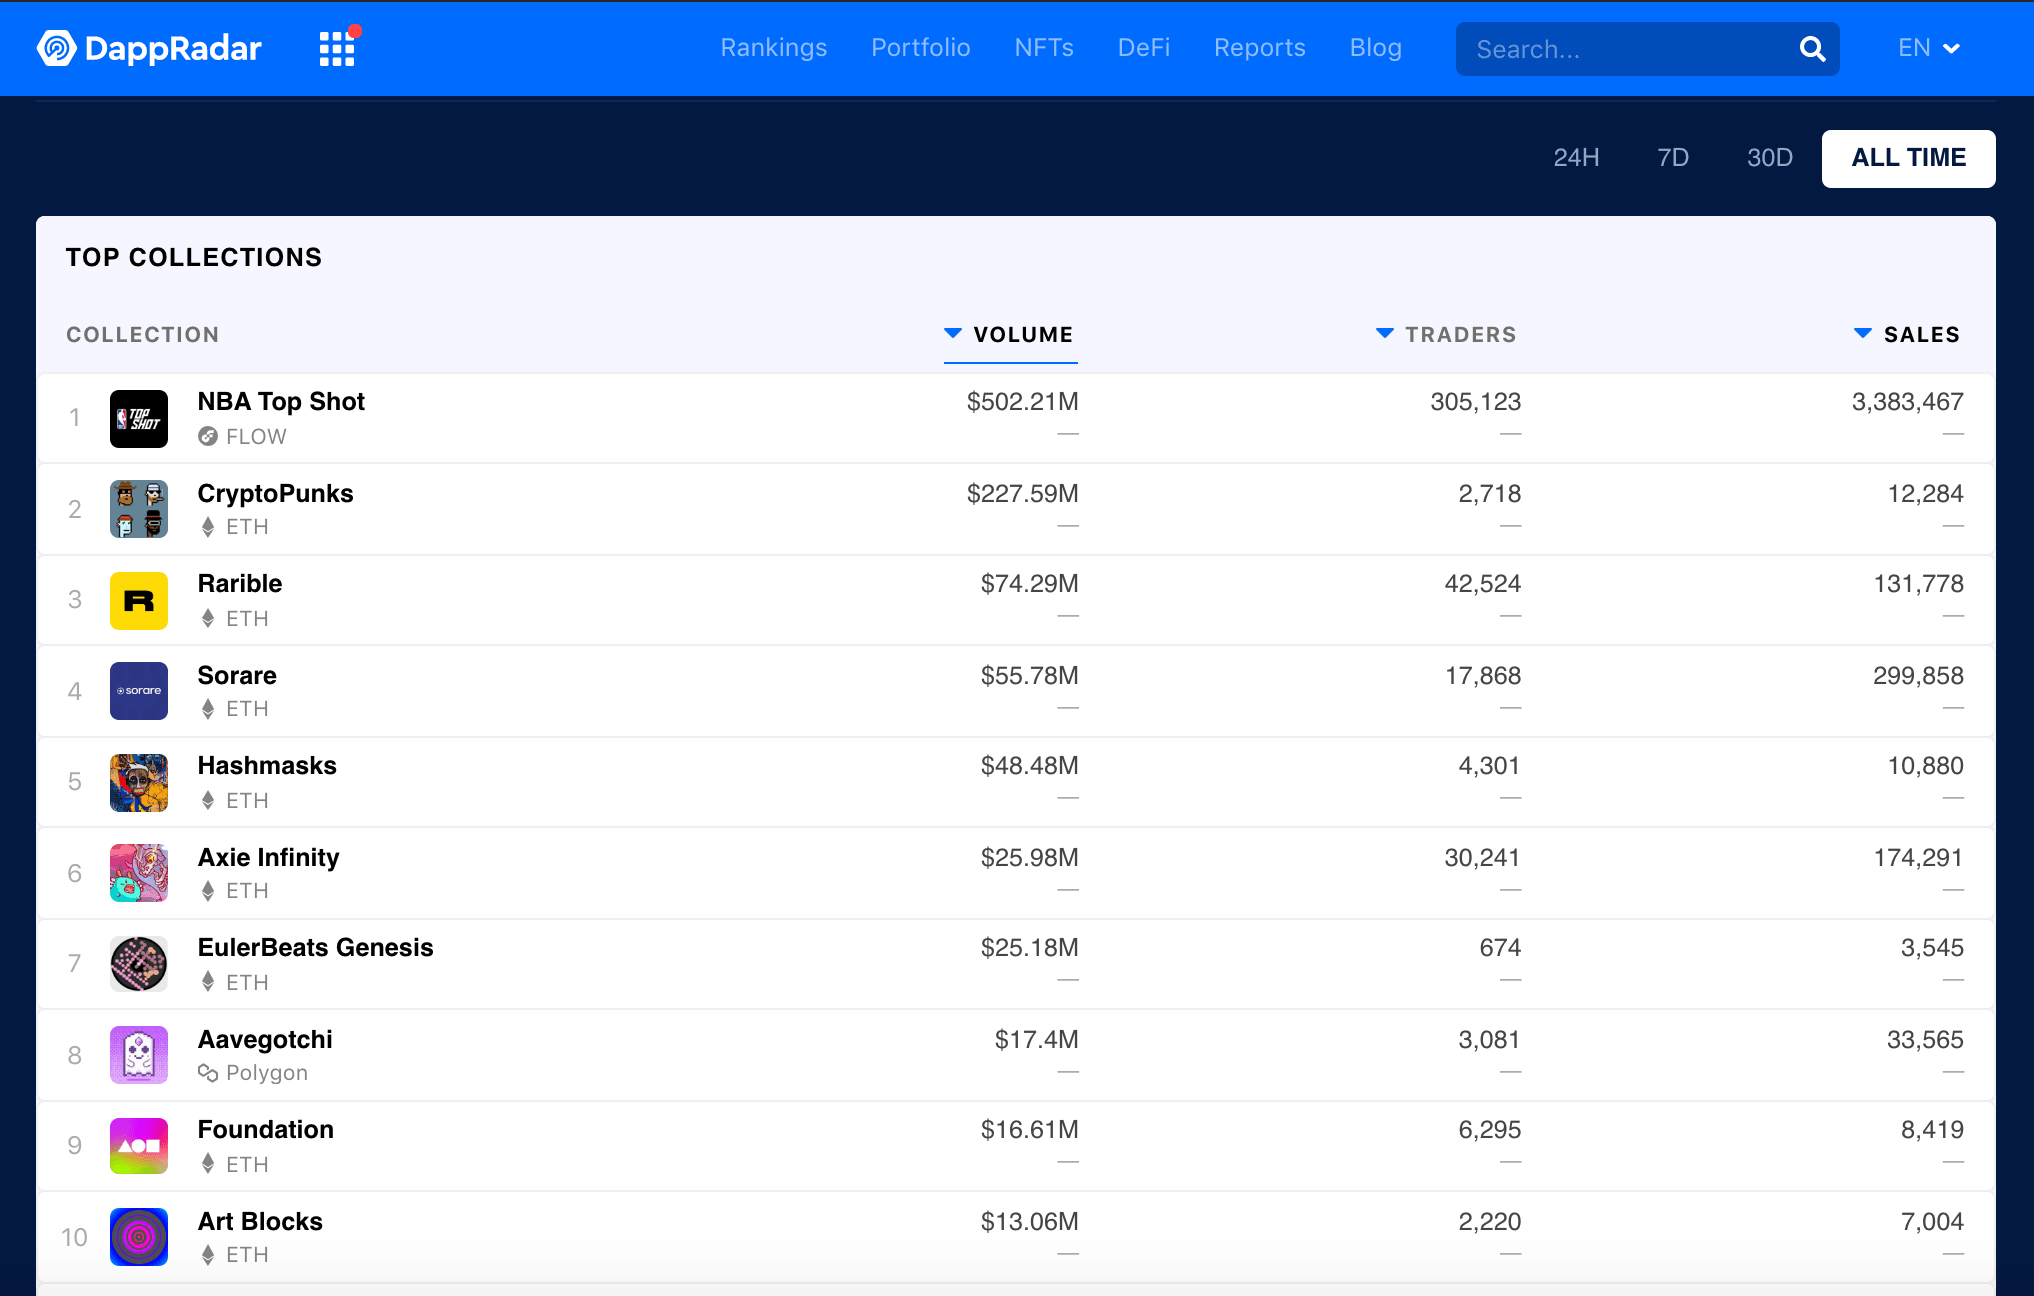 DappRadar
Rankings Portfolio NFTs DeFi Reports Blog Search... EN
24H 7D 30D ALL TIME
TOP COLLECTIONS
COLLECTION VOLUME TRADERS SALES
1 TOP SHOT NBA Top Shot $502.21M 305,123 3,383,467
FLOW — — —
2 CryptoPunks $227.59M 2,718 12,284
ETH — — —
3 R Rarible $74.29M 42,524 131,778
ETH — — —
4 sorare Sorare $55.78M 17,868 299,858
ETH — — —
5 Hashmasks $48.48M 4,301 10,880
ETH — — —
6 Axie Infinity $25.98M 30,241 174,291
ETH — — —
7 EulerBeats Genesis $25.18M 674 3,545
ETH — — —
8 Aavegotchi $17.4M 3,081 33,565
Polygon — — —
9 Foundation $16.61M 6,295 8,419
ETH — — —
10 Art Blocks $13.06M 2,220 7,004
ETH — — —